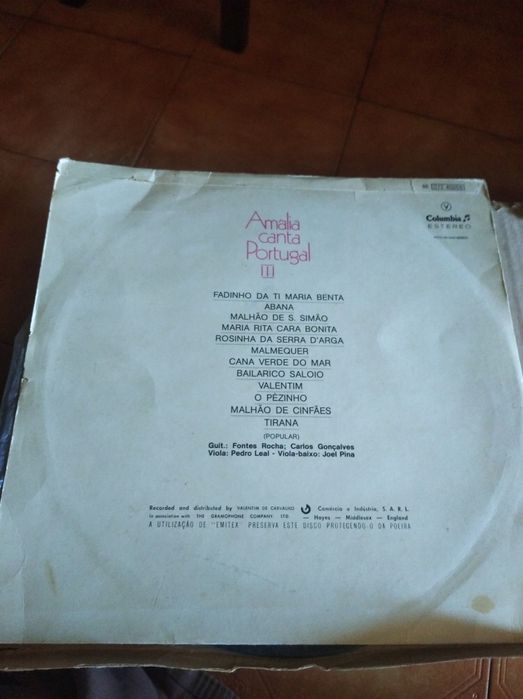 Amália
canta
Portugal
Columbia
ESTEREO
FADINHO DA TI MARIA BENTA
ABANA
MALHÃO DE S. SIMÃO
MARIA RITA CARA BONITA
ROSINHA DA SERRA D'ARGA
MALMEQUER
CANA VERDE DO MAR
BAILARICO SALOIO
VALENTIM
O PÈZINHO
MALHÃO DE CINFÃES
TIRANA
(POPULAR)
Guit.: Fontes Rocha; Carlos Gonçalves
Viola: Pedro Leal - Viola-baixo: Joel Pina
Recorded and distributed by VALENTIM DE CARVALHO Comércio e Indústria, S. A. R. L.
in association with THE GRAMOPHONE COMPANY. LTD. — Hayes — Middlesex — England
A UTILIZAÇÃO DE "EMITEX" PRESERVA ESTE DISCO PROTEGENDO O DA POEIRA